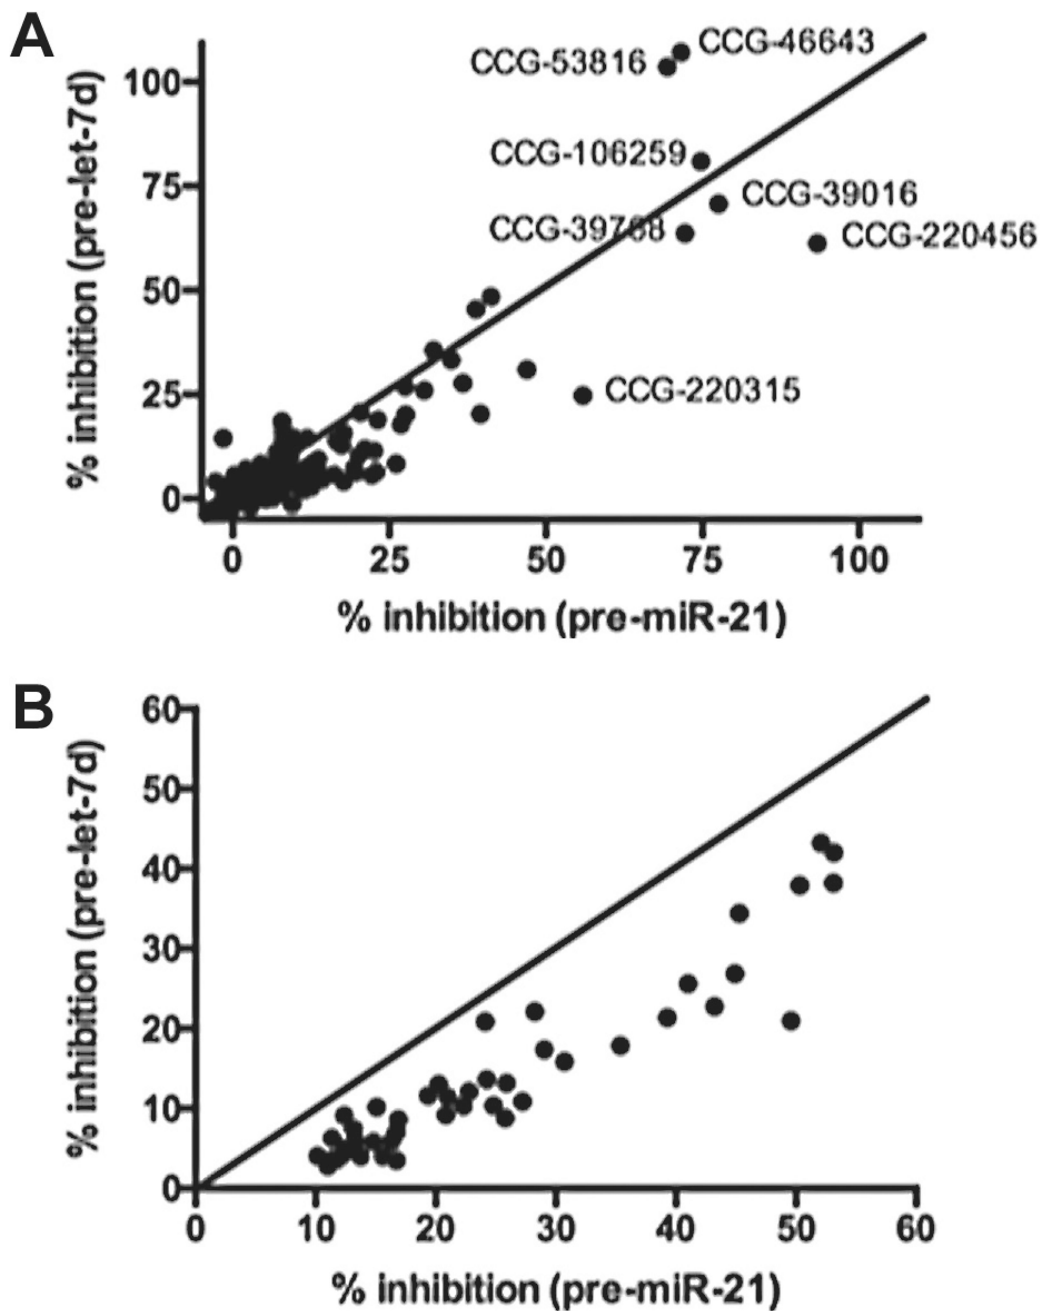 A
% inhibition (pre-let-7d)
100
75
50
25
0
CCG-46643
CCG-53816
CCG-106259
CCG-39016
CCG-39768
CCG-220456
CCG-220315
0 25 50 75 100
% inhibition (pre-miR-21)
B
% inhibition (pre-let-7d)
60
50
40
30
20
10
0
0 10 20 30 40 50 60
% inhibition (pre-miR-21)